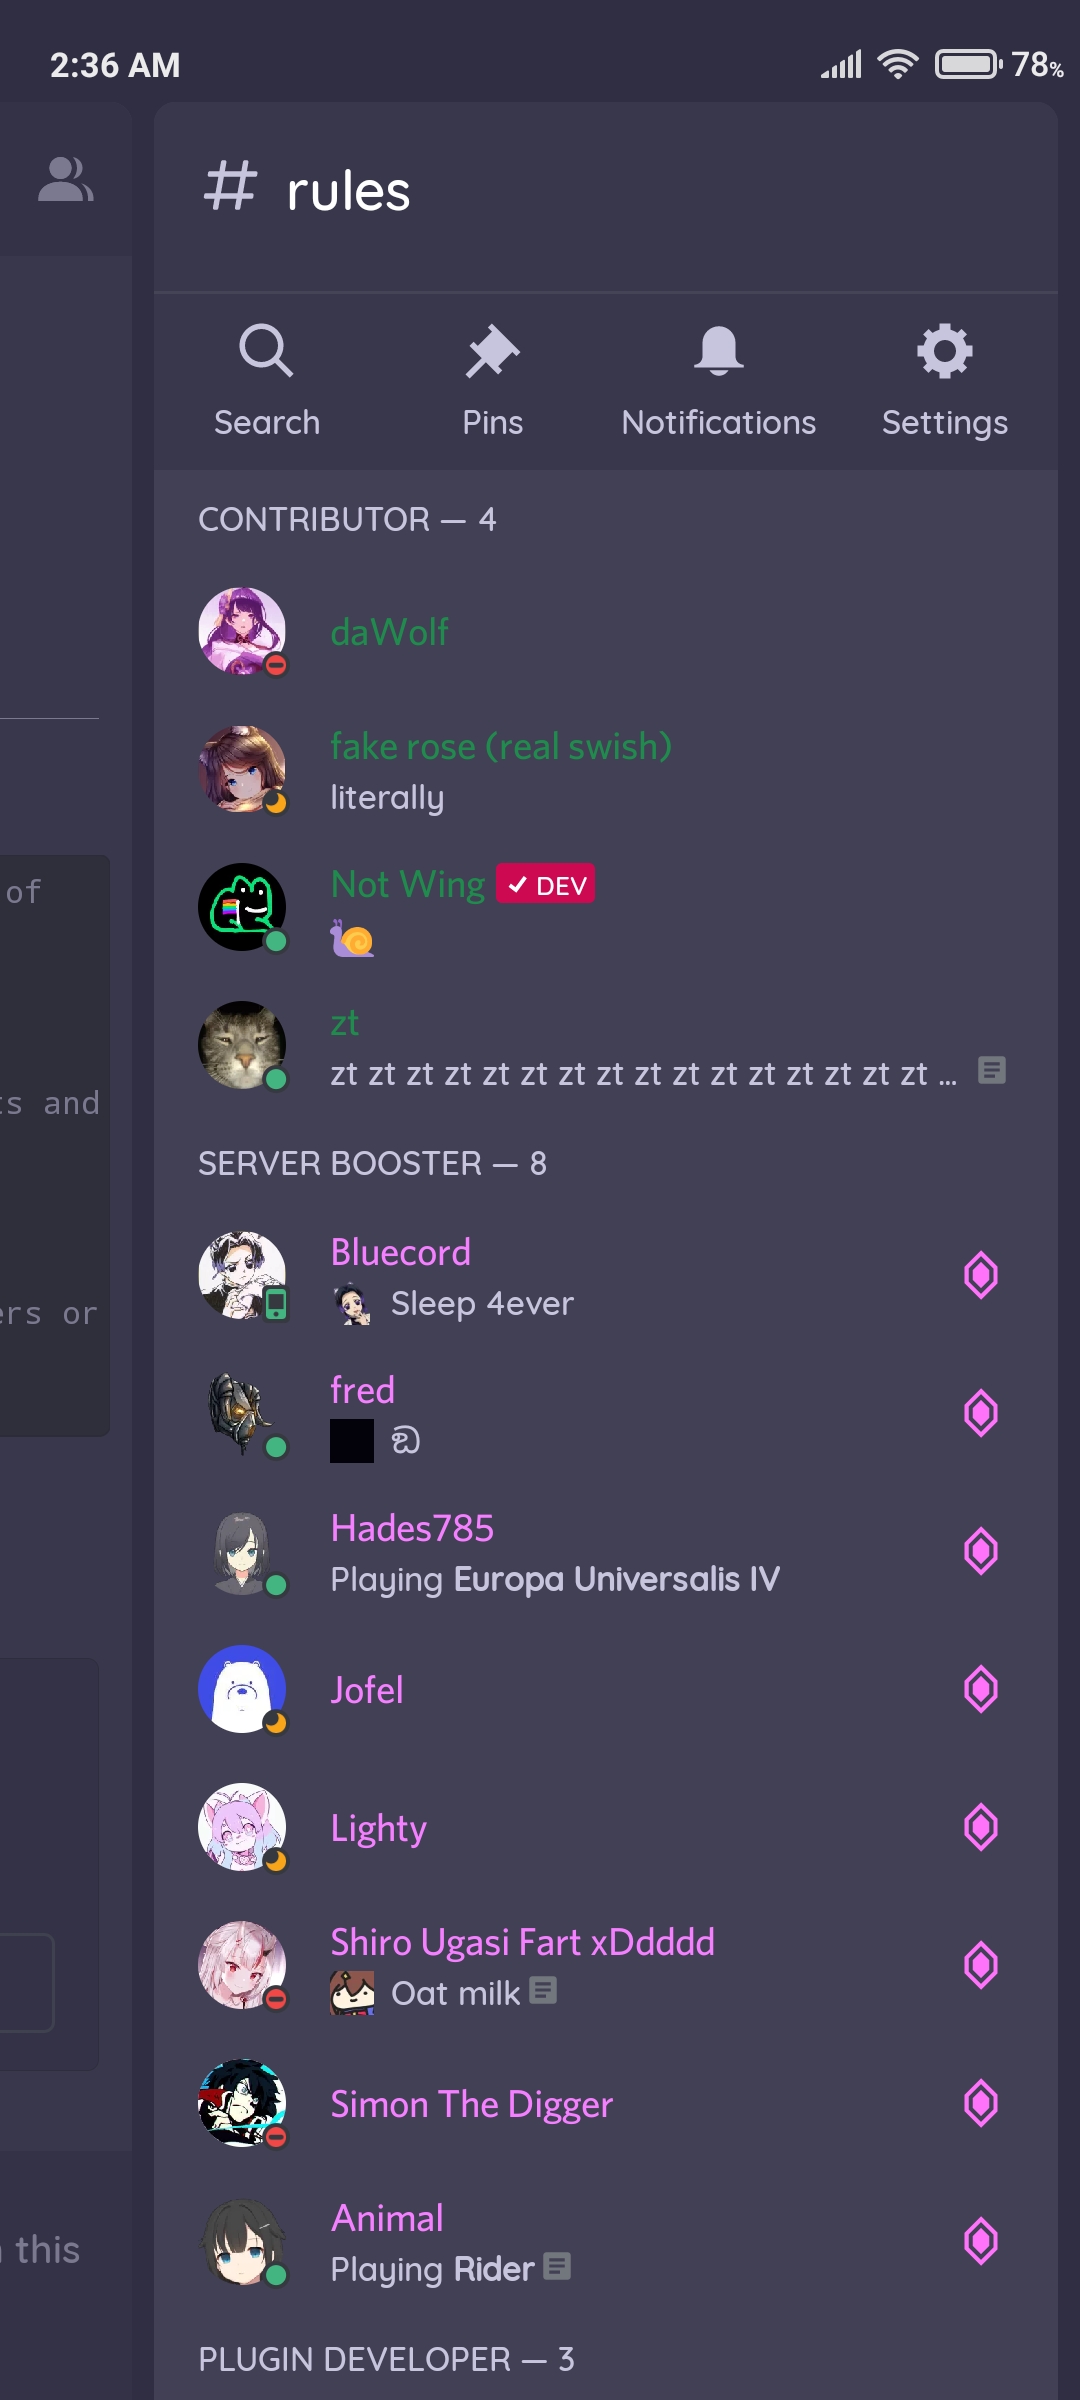 2:36 AM
78%
# rules
Search
Pins
Notifications
Settings
CONTRIBUTOR — 4
daWolf
fake rose (real swish)
literally
of
Not Wing ✓ DEV
🐌
zt
zt zt zt zt zt zt zt zt zt zt zt zt zt zt zt zt ...
ts and
SERVER BOOSTER — 8
Bluecord
Sleep 4ever
ers or
fred
Hades785
Playing Europa Universalis IV
Jofel
Lighty
Shiro Ugasi Fart xDdddd
Oat milk
Simon The Digger
Animal
this
Playing Rider
PLUGIN DEVELOPER — 3